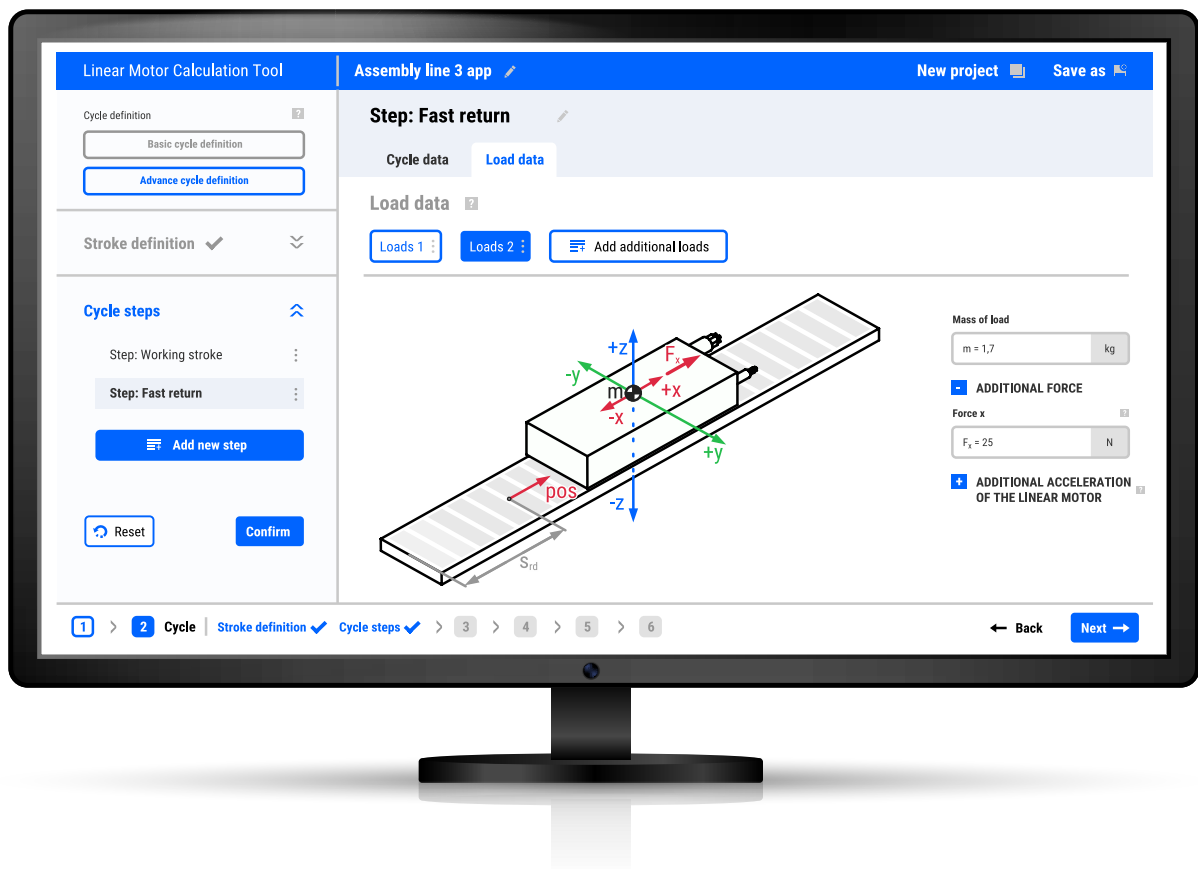 Linear Motor Calculation Tool
Assembly line 3 app
New project
Save as
Cycle definition ?
Basic cycle definition
Advance cycle definition
Stroke definition
Cycle steps
Step: Working stroke
Step: Fast return
Add new step
Reset
Confirm
Step: Fast return
Cycle data
Load data
Load data ?
Loads 1
Loads 2
Add additional loads
+z
Fx
-y
m
+x
-x
+y
pos
-z
Srd
Mass of load
m = 1,7 kg
- ADDITIONAL FORCE
Force x ?
Fx = 25 N
+ ADDITIONAL ACCELERATION
OF THE LINEAR MOTOR ?
1 > 2 Cycle | Stroke definition Cycle steps > 3 > 4 > 5 > 6
← Back
Next →